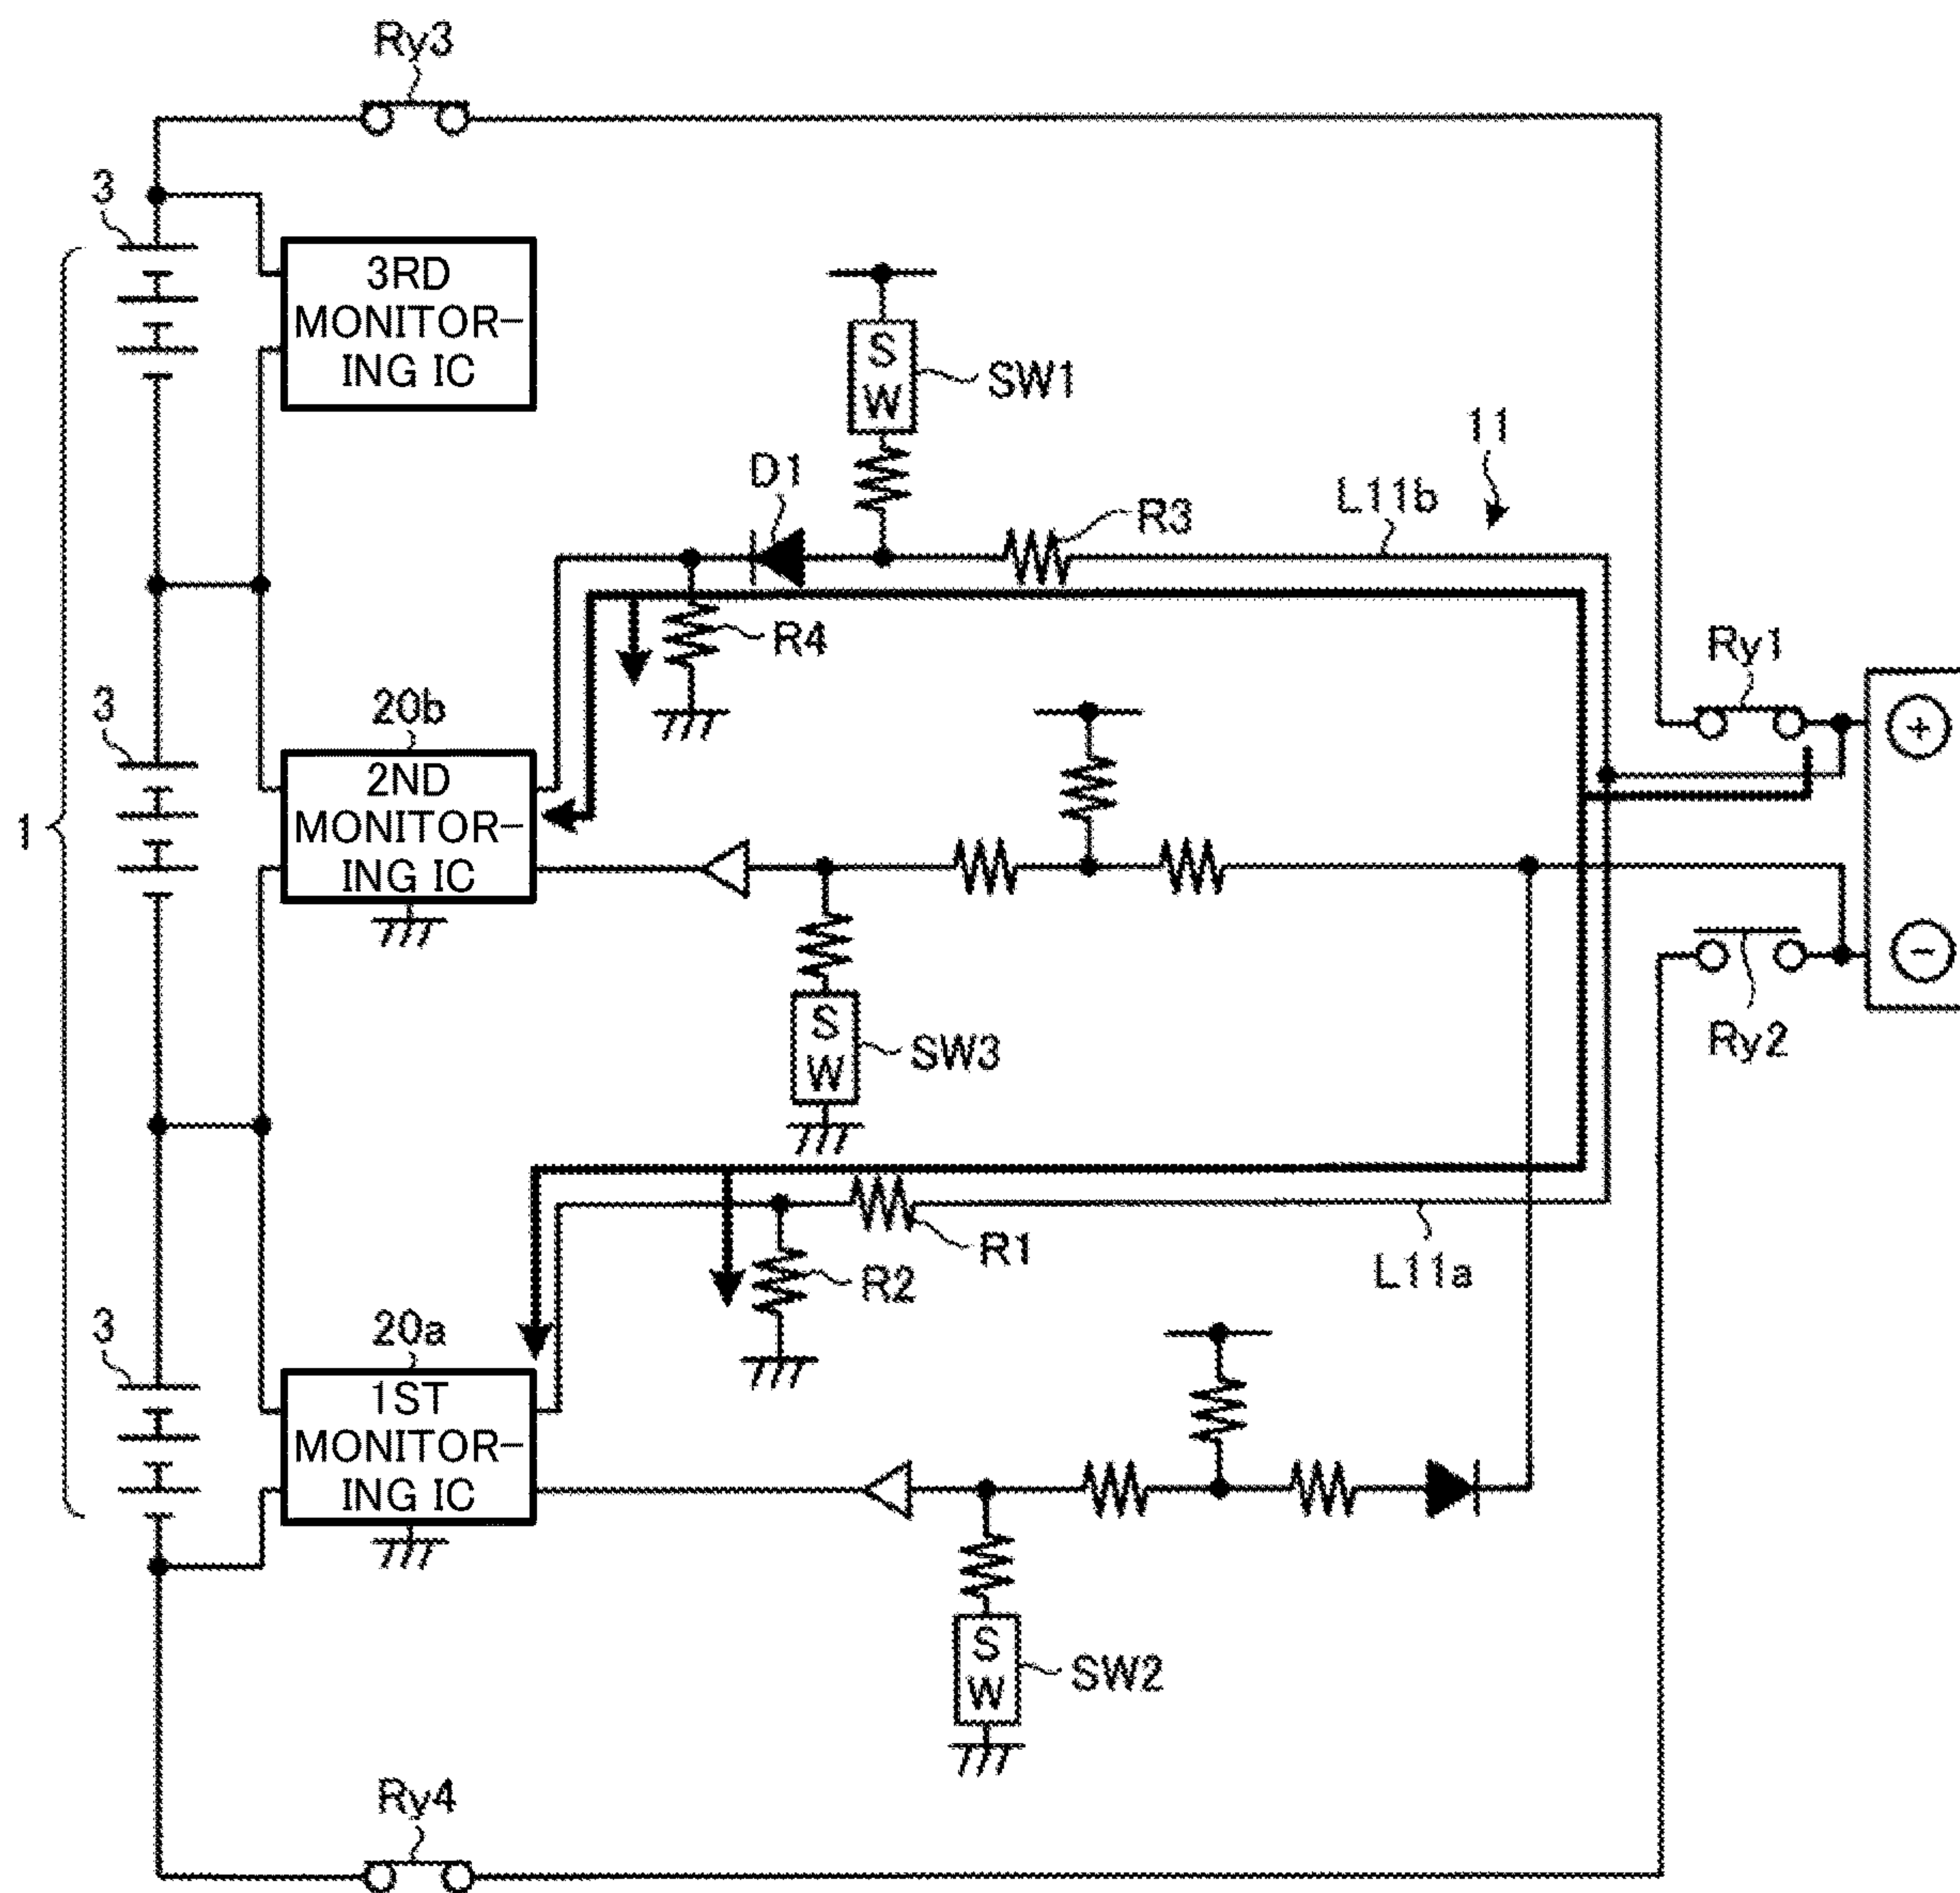 Ry3
3
3RD
MONITOR-
ING IC
S
W
SW1
11
D1
L11b
R3
R4
Ry1
+
3
20b
2ND
MONITOR-
ING IC
1
-
Ry2
S
W
SW3
R1
R2
L11a
3
20a
1ST
MONITOR-
ING IC
S
W
SW2
Ry4